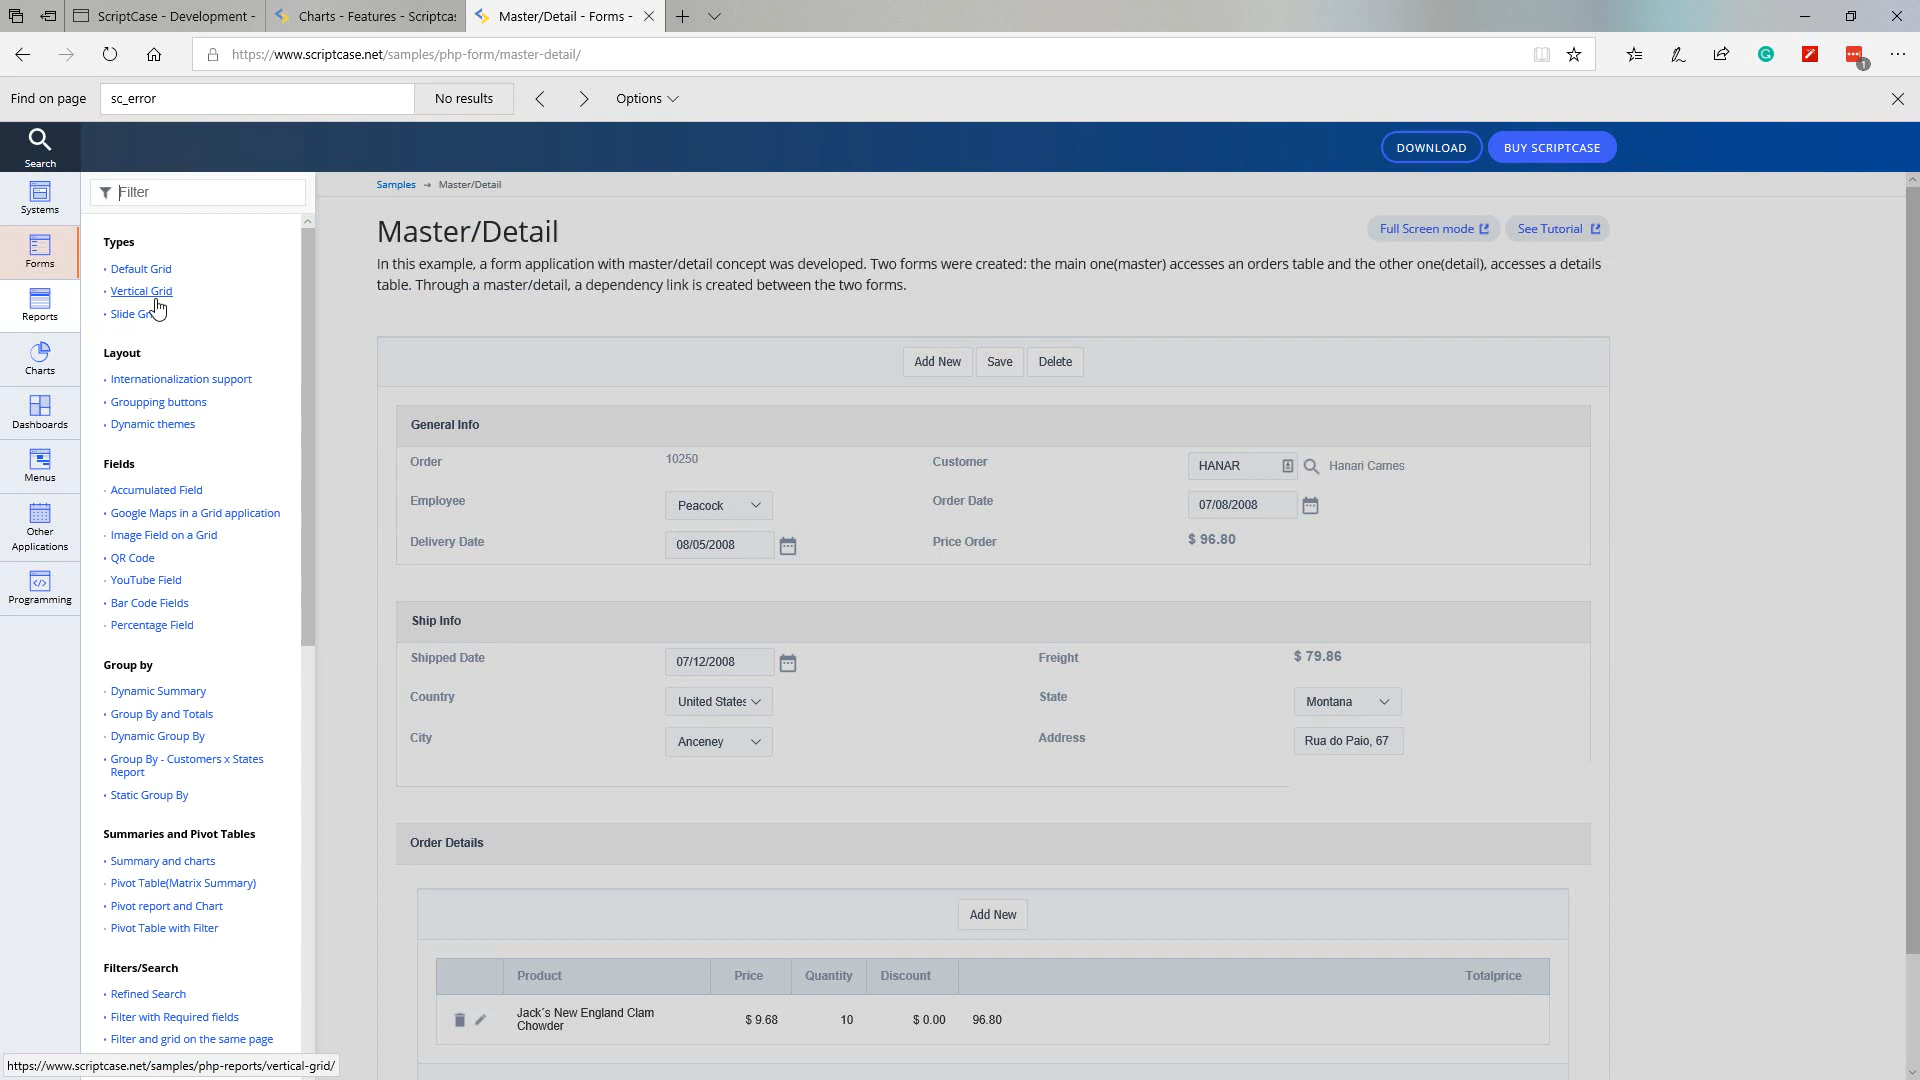 ScriptCase - Development -
Charts - Features - Scriptcas
Master/Detail - Forms -
https://www.scriptcase.net/samples/php-form/master-detail/
1
Find on page
sc_error
No results
Options
Search
DOWNLOAD
BUY SCRIPTCASE
Systems
Forms
Reports
Charts
Dashboards
Menus
Other
Applications
Programming
Filter
Types
Default Grid
Vertical Grid
Slide Gri
Layout
Internationalization support
Groupping buttons
Dynamic themes
Fields
Accumulated Field
Google Maps in a Grid application
Image Field on a Grid
QR Code
YouTube Field
Bar Code Fields
Percentage Field
Group by
Dynamic Summary
Group By and Totals
Dynamic Group By
Group By - Customers x States
Report
Static Group By
Summaries and Pivot Tables
Summary and charts
Pivot Table(Matrix Summary)
Pivot report and Chart
Pivot Table with Filter
Filters/Search
Refined Search
Filter with Required fields
Filter and grid on the same page
https://www.scriptcase.net/samples/php-reports/vertical-grid/
Samples → Master/Detail
Master/Detail
Full Screen mode
See Tutorial
In this example, a form application with master/detail concept was developed. Two forms were created: the main one(master) accesses an orders table and the other one(detail), accesses a details
table. Through a master/detail, a dependency link is created between the two forms.
Add New Save Delete
General Info
Order 10250 Customer HANAR Hanari Carnes
Employee Peacock Order Date 07/08/2008
Delivery Date 08/05/2008 Price Order $ 96.80
Ship Info
Shipped Date 07/12/2008 Freight $ 79.86
Country United States State Montana
City Anceney Address Rua do Paio, 67
Order Details
Add New
Product Price Quantity Discount Totalprice
Jack´s New England Clam
Chowder
$ 9.68 10 $ 0.00 96.80